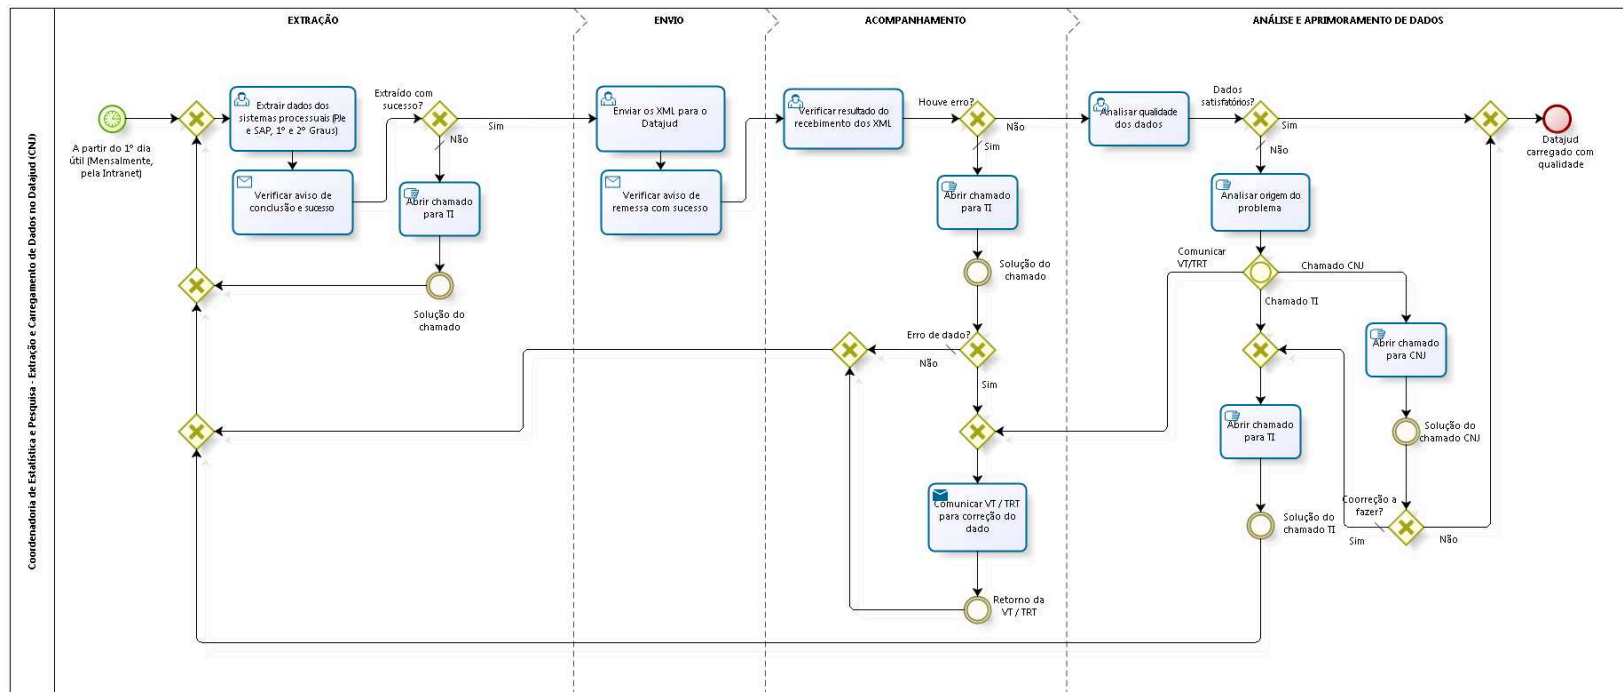 Coordenadoria de Estatística e Pesquisa - Extração e Carregamento de Dados no Datajud (CNJ)
EXTRAÇÃO
ENVIO
ACOMPANHAMENTO
ANÁLISE E APRIMORAMENTO DE DADOS
A partir do 1º dia
útil (Mensalmente,
pela Intranet)
Extrair dados dos
sistemas processuais (PJe
e SAP, 1º e 2º Graus)
Verificar aviso de
conclusão e sucesso
Extraído com
sucesso?
Sim
Não
Abrir chamado
para TI
Solução do
chamado
Enviar os XML para o
Datajud
Verificar aviso de
remessa com sucesso
Verificar resultado do
recebimento dos XML
Houve erro?
Não
Sim
Abrir chamado
para TI
Solução do
chamado
Erro de dado?
Não
Sim
Comunicar VT / TRT
para correção do
dado
Retorno da
VT / TRT
Analisar qualidade
dos dados
Dados
satisfatórios?
Sim
Não
Analisar origem do
problema
Comunicar
VT/TRT
Chamado CNJ
Chamado TI
Abrir chamado
para CNJ
Abrir chamado
para TI
Solução do
chamado CNJ
Solução do
chamado TI
Coorreção a
fazer?
Sim
Não
Datajud
carregado com
qualidade